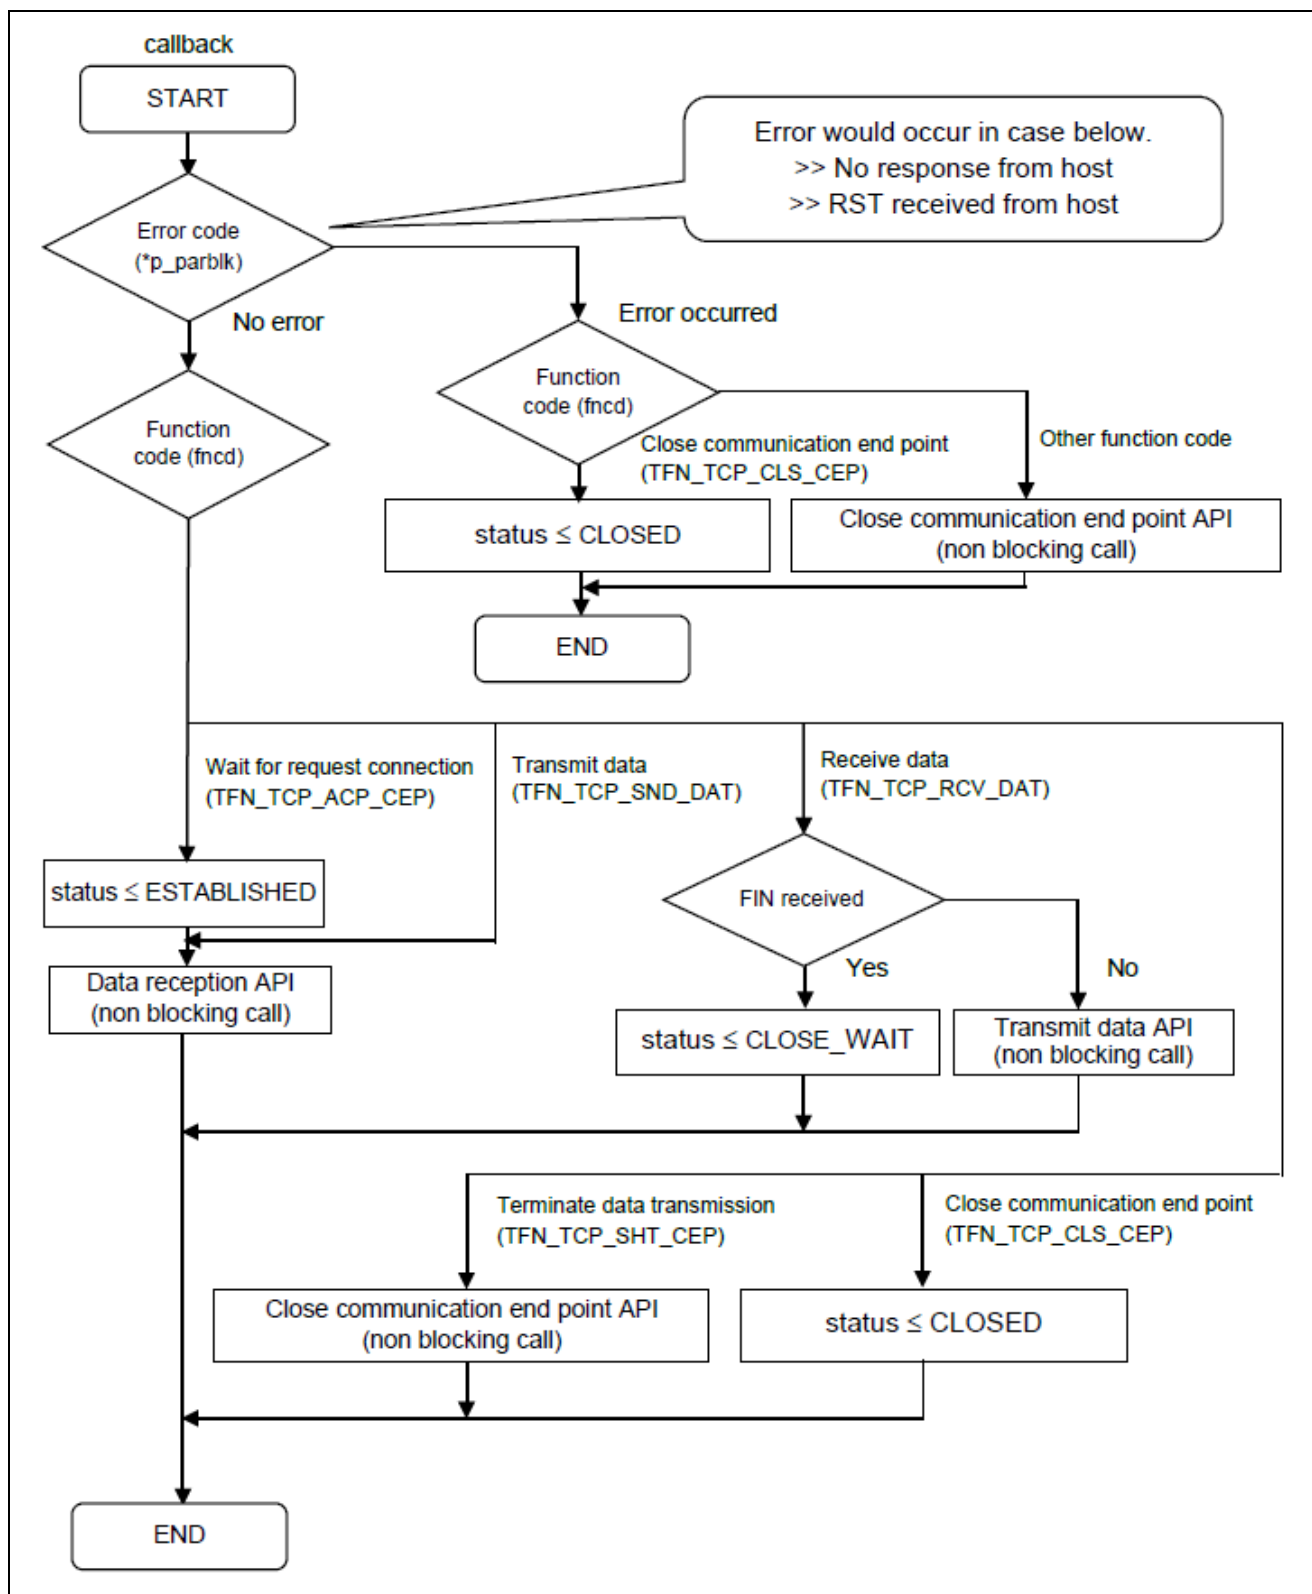 callback
START
Error would occur in case below.
>> No response from host
>> RST received from host
Error code
(*p_parblk)
No error
Error occurred
Function
code (fncd)
Function
code (fncd)
Close communication end point
(TFN_TCP_CLS_CEP)
Other function code
status ≤ CLOSED
Close communication end point API
(non blocking call)
END
Wait for request connection
(TFN_TCP_ACP_CEP)
Transmit data
(TFN_TCP_SND_DAT)
Receive data
(TFN_TCP_RCV_DAT)
status ≤ ESTABLISHED
FIN received
Yes
No
Data reception API
(non blocking call)
status ≤ CLOSE_WAIT
Transmit data API
(non blocking call)
Terminate data transmission
(TFN_TCP_SHT_CEP)
Close communication end point
(TFN_TCP_CLS_CEP)
Close communication end point API
(non blocking call)
status ≤ CLOSED
END